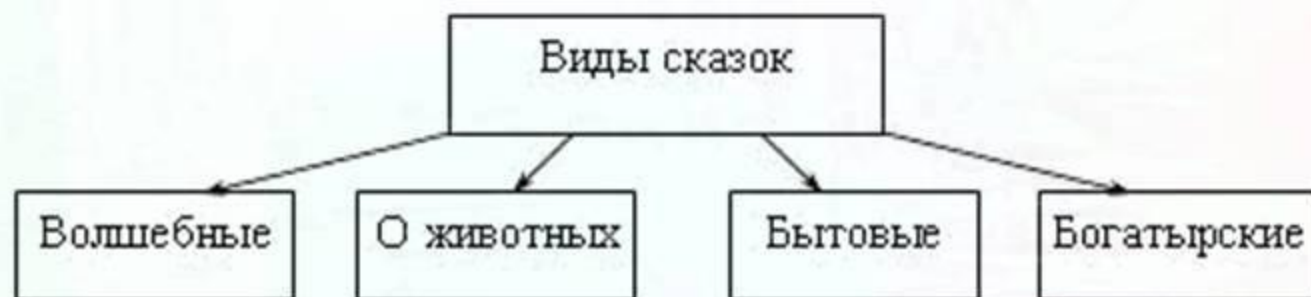 Виды сказок
Волшебные
О животных
Бытовые
Богатырские